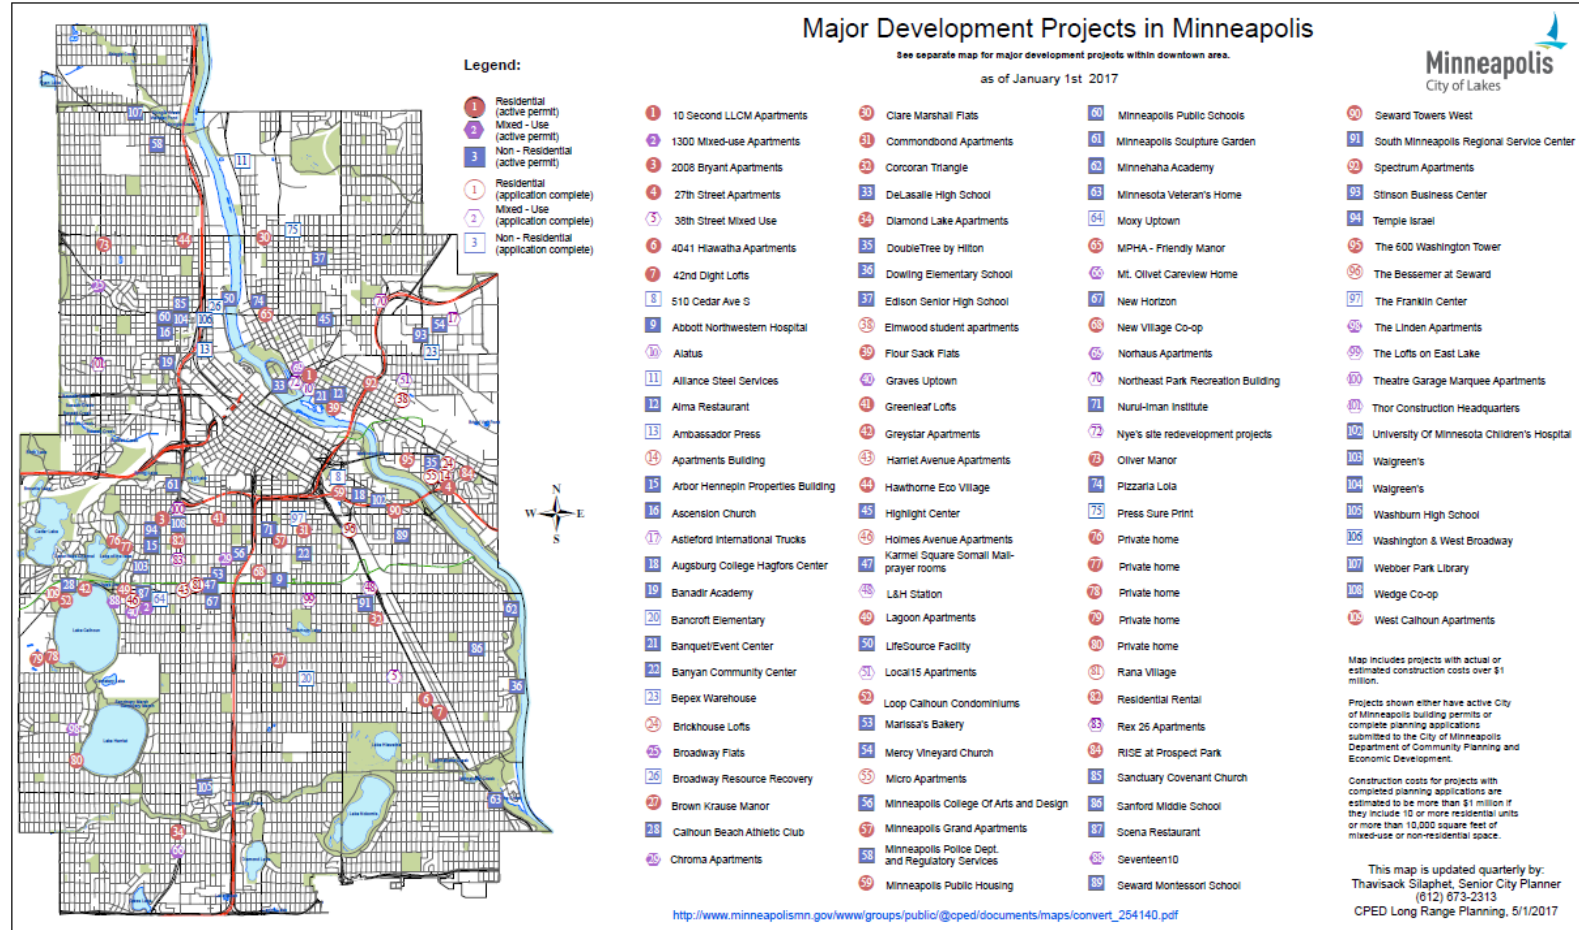 Major Development Projects in Minneapolis
See separate map for major development projects within downtown area.
as of January 1st 2017
Minneapolis
City of Lakes
Legend:
1 Residential
(active permit)
2 Mixed - Use
(active permit)
3 Non - Residential
(active permit)
1 Residential
(application complete)
2 Mixed - Use
(application complete)
3 Non - Residential
(application complete)
N
W E
S
1 10 Second LLCM Apartments
2 1300 Mixed-use Apartments
3 2008 Bryant Apartments
4 27th Street Apartments
5 38th Street Mixed Use
6 4041 Hiawatha Apartments
7 42nd Dight Lofts
8 510 Cedar Ave S
9 Abbott Northwestern Hospital
10 Alatus
11 Alliance Steel Services
12 Alma Restaurant
13 Ambassador Press
14 Apartments Building
15 Arbor Hennepin Properties Building
16 Ascension Church
17 Astleford International Trucks
18 Augsburg College Hagfors Center
19 Banadir Academy
20 Bancroft Elementary
21 Banquet/Event Center
22 Banyan Community Center
23 Bepex Warehouse
24 Brickhouse Lofts
25 Broadway Flats
26 Broadway Resource Recovery
27 Brown Krause Manor
28 Calhoun Beach Athletic Club
29 Chroma Apartments
30 Clare Marshall Flats
31 Commondbond Apartments
32 Corcoran Triangle
33 DeLasalle High School
34 Diamond Lake Apartments
35 DoubleTree by Hilton
36 Dowling Elementary School
37 Edison Senior High School
38 Elmwood student apartments
39 Flour Sack Flats
40 Graves Uptown
41 Greenleaf Lofts
42 Greystar Apartments
43 Harriet Avenue Apartments
44 Hawthorne Eco Village
45 Highlight Center
46 Holmes Avenue Apartments
47 Karmel Square Somali Mall-
prayer rooms
48 L&H Station
49 Lagoon Apartments
50 LifeSource Facility
51 Local15 Apartments
52 Loop Calhoun Condominiums
53 Marissa's Bakery
54 Mercy Vineyard Church
55 Micro Apartments
56 Minneapolis College Of Arts and Design
57 Minneapolis Grand Apartments
58 Minneapolis Police Dept.
and Regulatory Services
59 Minneapolis Public Housing
60 Minneapolis Public Schools
61 Minneapolis Sculpture Garden
62 Minnehaha Academy
63 Minnesota Veteran's Home
64 Moxy Uptown
65 MPHA - Friendly Manor
66 Mt. Olivet Careview Home
67 New Horizon
68 New Village Co-op
69 Norhaus Apartments
70 Northeast Park Recreation Building
71 Nurul-Iman Institute
72 Nye's site redevelopment projects
73 Oliver Manor
74 Pizzaria Lola
75 Press Sure Print
76 Private home
77 Private home
78 Private home
79 Private home
80 Private home
81 Rana Village
82 Residential Rental
83 Rex 26 Apartments
84 RISE at Prospect Park
85 Sanctuary Covenant Church
86 Sanford Middle School
87 Scena Restaurant
88 Seventeen10
89 Seward Montessori School
90 Seward Towers West
91 South Minneapolis Regional Service Center
92 Spectrum Apartments
93 Stinson Business Center
94 Temple Israel
95 The 600 Washington Tower
96 The Bessemer at Seward
97 The Franklin Center
98 The Linden Apartments
99 The Lofts on East Lake
100 Theatre Garage Marquee Apartments
101 Thor Construction Headquarters
102 University Of Minnesota Children's Hospital
103 Walgreen's
104 Walgreen's
105 Washburn High School
106 Washington & West Broadway
107 Webber Park Library
108 Wedge Co-op
109 West Calhoun Apartments
Map includes projects with actual or
estimated construction costs over $1
million.
Projects shown either have active City
of Minneapolis building permits or
complete planning applications
submitted to the City of Minneapolis
Department of Community Planning and
Economic Development.
Construction costs for projects with
completed planning applications are
estimated to be more than $1 million if
they include 10 or more residential units
or more than 10,000 square feet of
mixed-use or non-residential space.
This map is updated quarterly by:
Thavisack Silaphet, Senior City Planner
(612) 673-2313
CPED Long Range Planning, 5/1/2017
http://www.minneapolismn.gov/www/groups/public/@cped/documents/maps/convert_254140.pdf